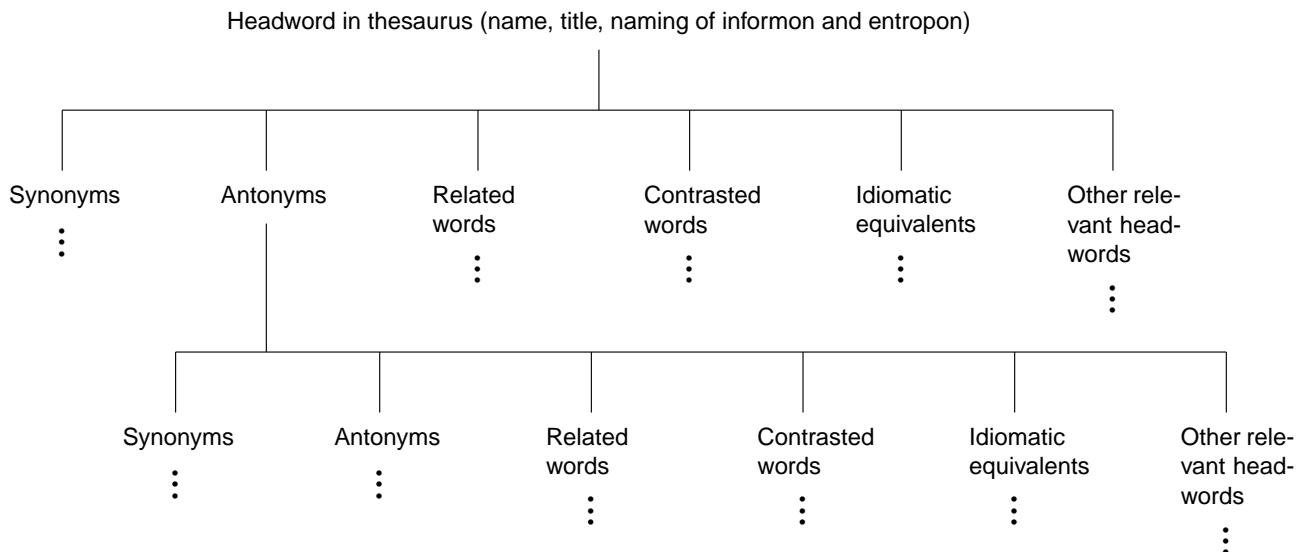 Headword in thesaurus (name, title, naming of informon and entropon)
Synonyms
Antonyms
Related
words
Contrasted
words
Idiomatic
equivalents
Other rele-
vant head-
words
Synonyms
Antonyms
Related
words
Contrasted
words
Idiomatic
equivalents
Other rele-
vant head-
words